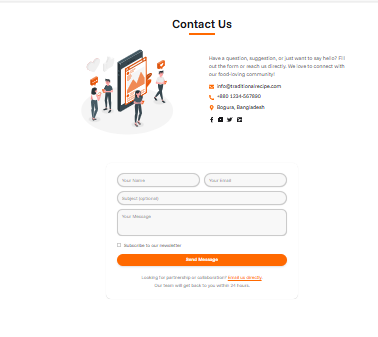 Contact Us
Have a question, suggestion, or just want to say hello? Fill
out the form or reach us directly. We love to connect with
our food-loving community!
info@traditionalrecipe.com
+880 1234-567890
Bogura, Bangladesh
Your Name
Your Email
Subject (optional)
Your Message
Subscribe to our newsletter
Send Message
Looking for partnership or collaboration? Email us directly.
Our team will get back to you within 24 hours.